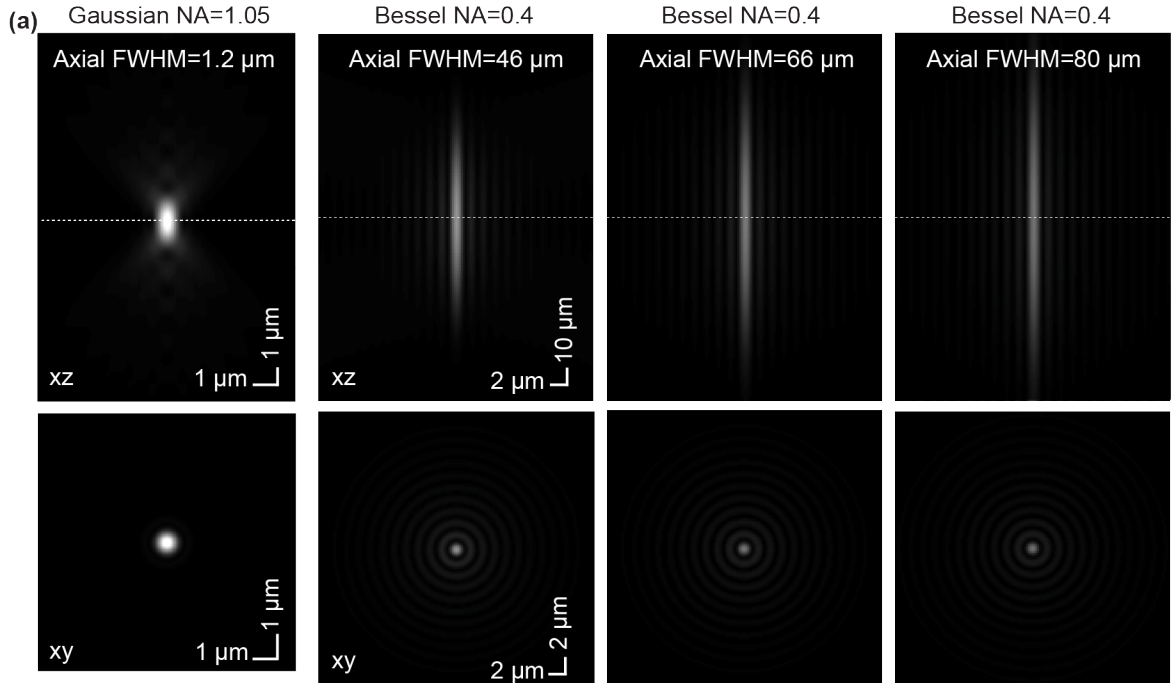 (a)
Gaussian NA=1.05
Bessel NA=0.4
Bessel NA=0.4
Bessel NA=0.4
Axial FWHM=1.2 µm
Axial FWHM=46 µm
Axial FWHM=66 µm
Axial FWHM=80 µm
1 µm
1 µm
xz
10 µm
2 µm
xz
1 µm
1 µm
xy
2 µm
2 µm
xy